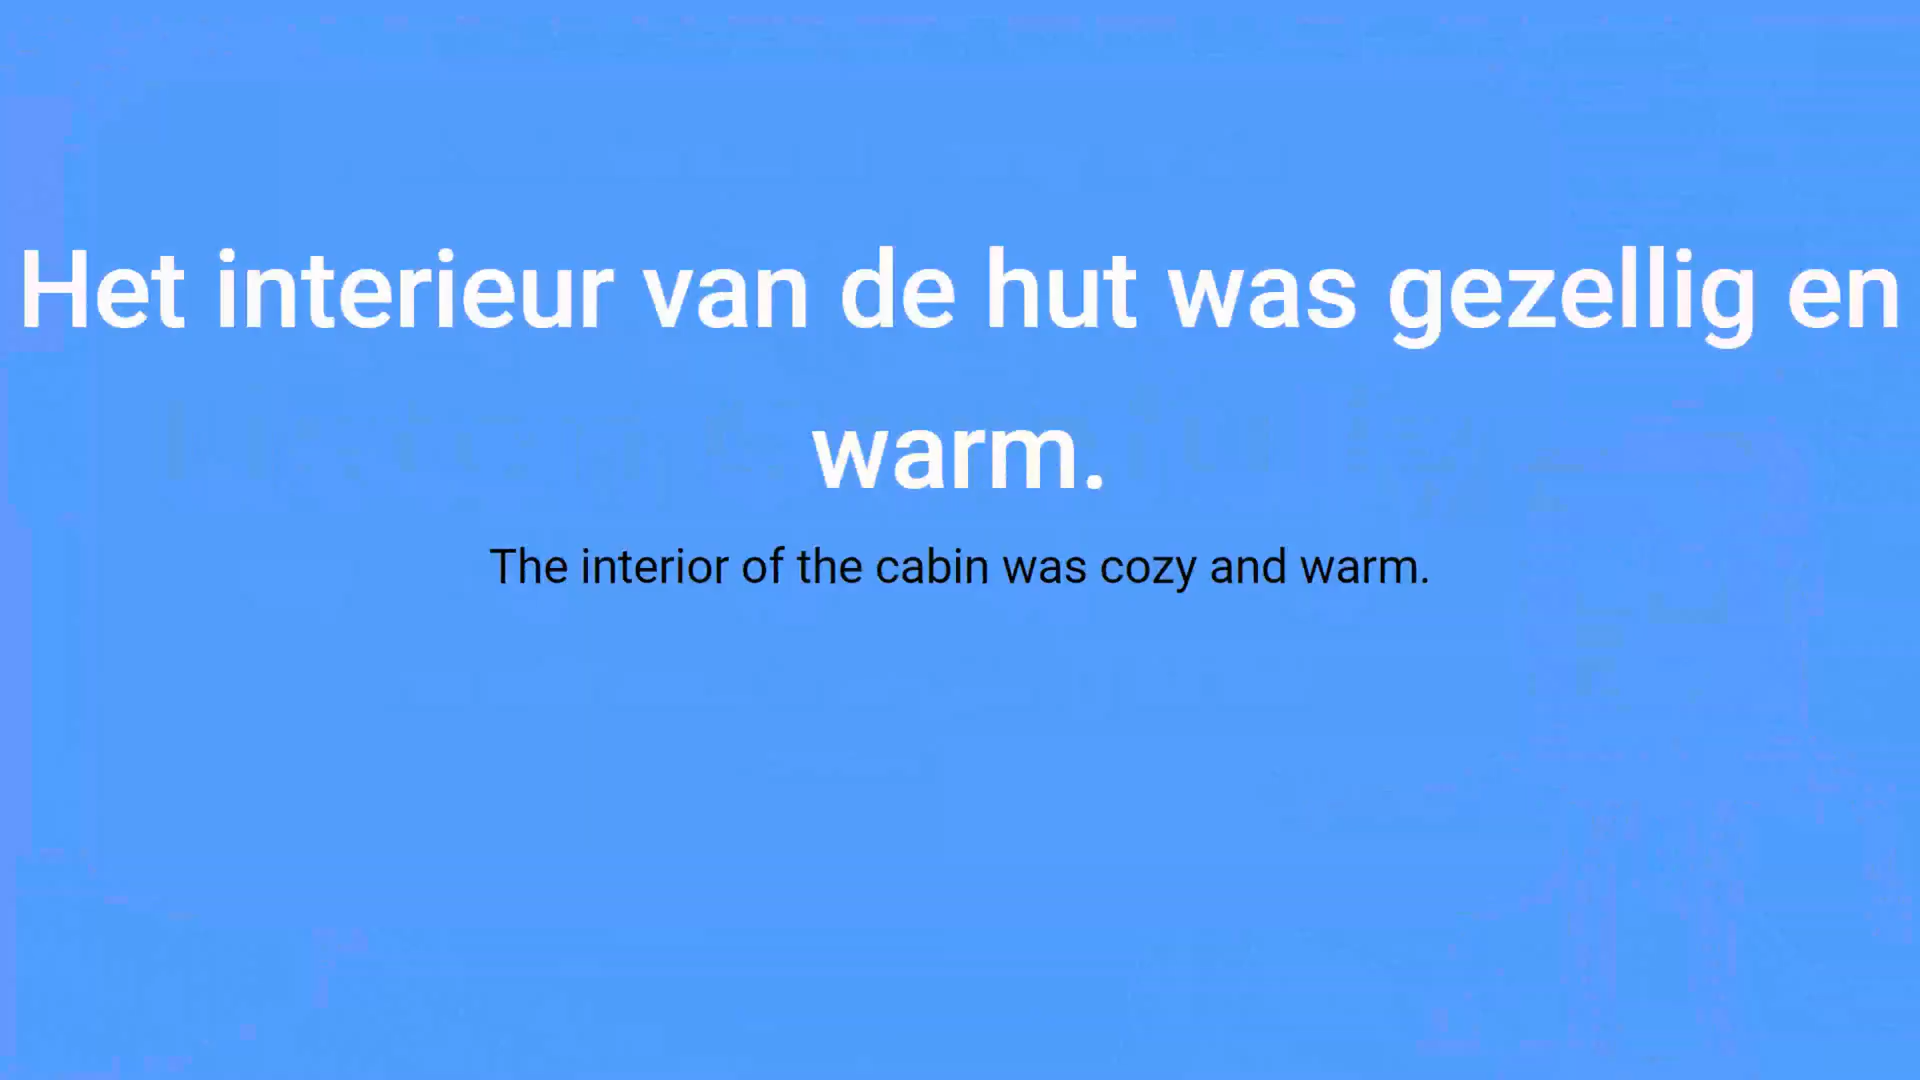 Het interieur van de hut was gezellig en
warm.
The interior of the cabin was cozy and warm.